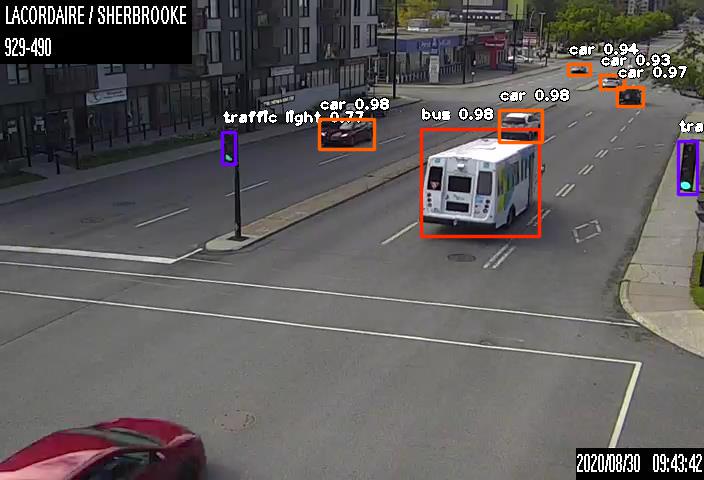 LACORDAIRE / SHERBROOKE
929-490
car 0.94
car 0.93
car 0.97
car 0.98
car 0.98
bus 0.98
traffic light 0.77
tra
2020/08/30 09:43:42